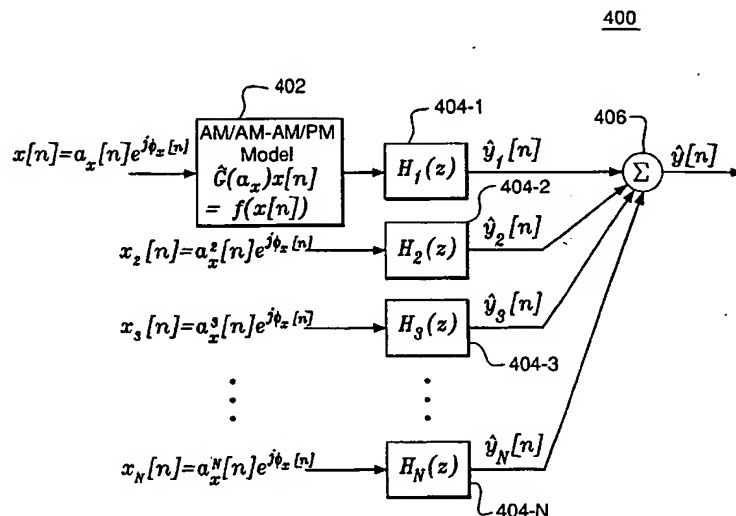 400
402
404-1
406
x[n]=a_x[n]e^{jϕ_x[n]}
AM/AM-AM/PM
Model
Ĝ(a_x)x[n]
= f(x[n])
H_1(z)
ŷ_1[n]
Σ
ŷ[n]
404-2
x_2[n]=a_x^2[n]e^{jϕ_x[n]}
H_2(z)
ŷ_2[n]
x_3[n]=a_x^3[n]e^{jϕ_x[n]}
H_3(z)
ŷ_3[n]
404-3
x_N[n]=a_x^N[n]e^{jϕ_x[n]}
H_N(z)
ŷ_N[n]
404-N